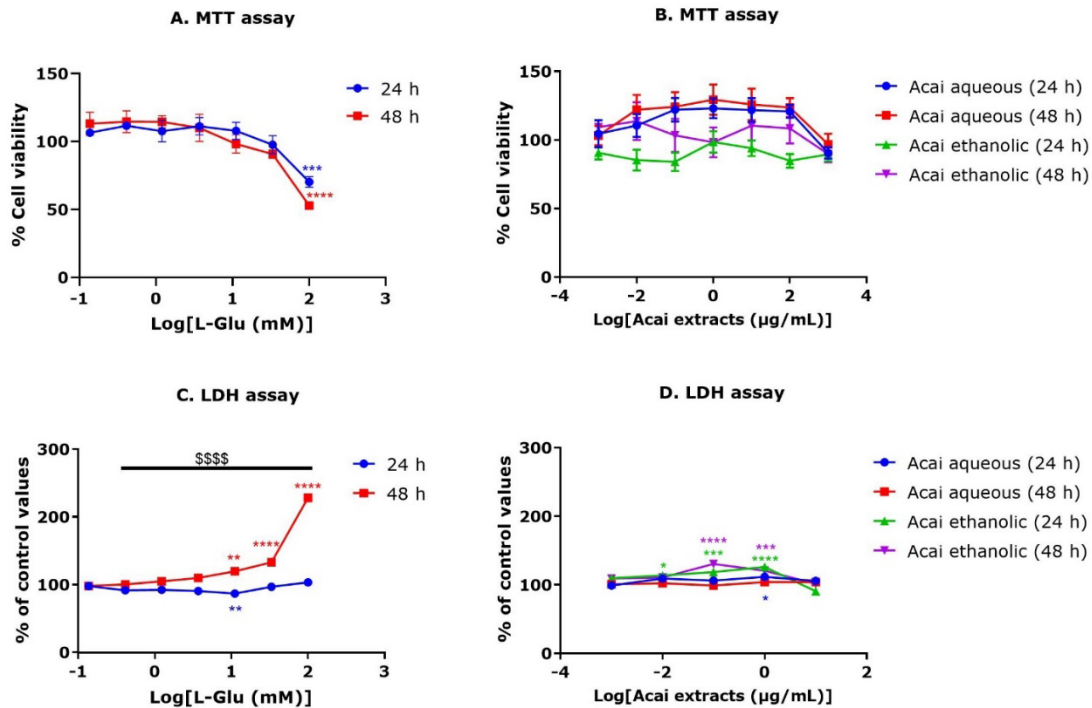 A. MTT assay
% Cell viability
150
100
50
0
-1
0
1
2
3
Log[L-Glu (mM)]
***
****
24 h
48 h
B. MTT assay
% Cell viability
150
100
50
0
-4
-2
0
2
4
Log[Acai extracts (µg/mL)]
Acai aqueous (24 h)
Acai aqueous (48 h)
Acai ethanolic (24 h)
Acai ethanolic (48 h)
C. LDH assay
% of control values
300
200
100
0
-1
0
1
2
3
Log[L-Glu (mM)]
$$$$
****
****
**
**
24 h
48 h
D. LDH assay
% of control values
300
200
100
0
-4
-2
0
2
Log[Acai extracts (µg/mL)]
**** ***
* *** ****
*
Acai aqueous (24 h)
Acai aqueous (48 h)
Acai ethanolic (24 h)
Acai ethanolic (48 h)